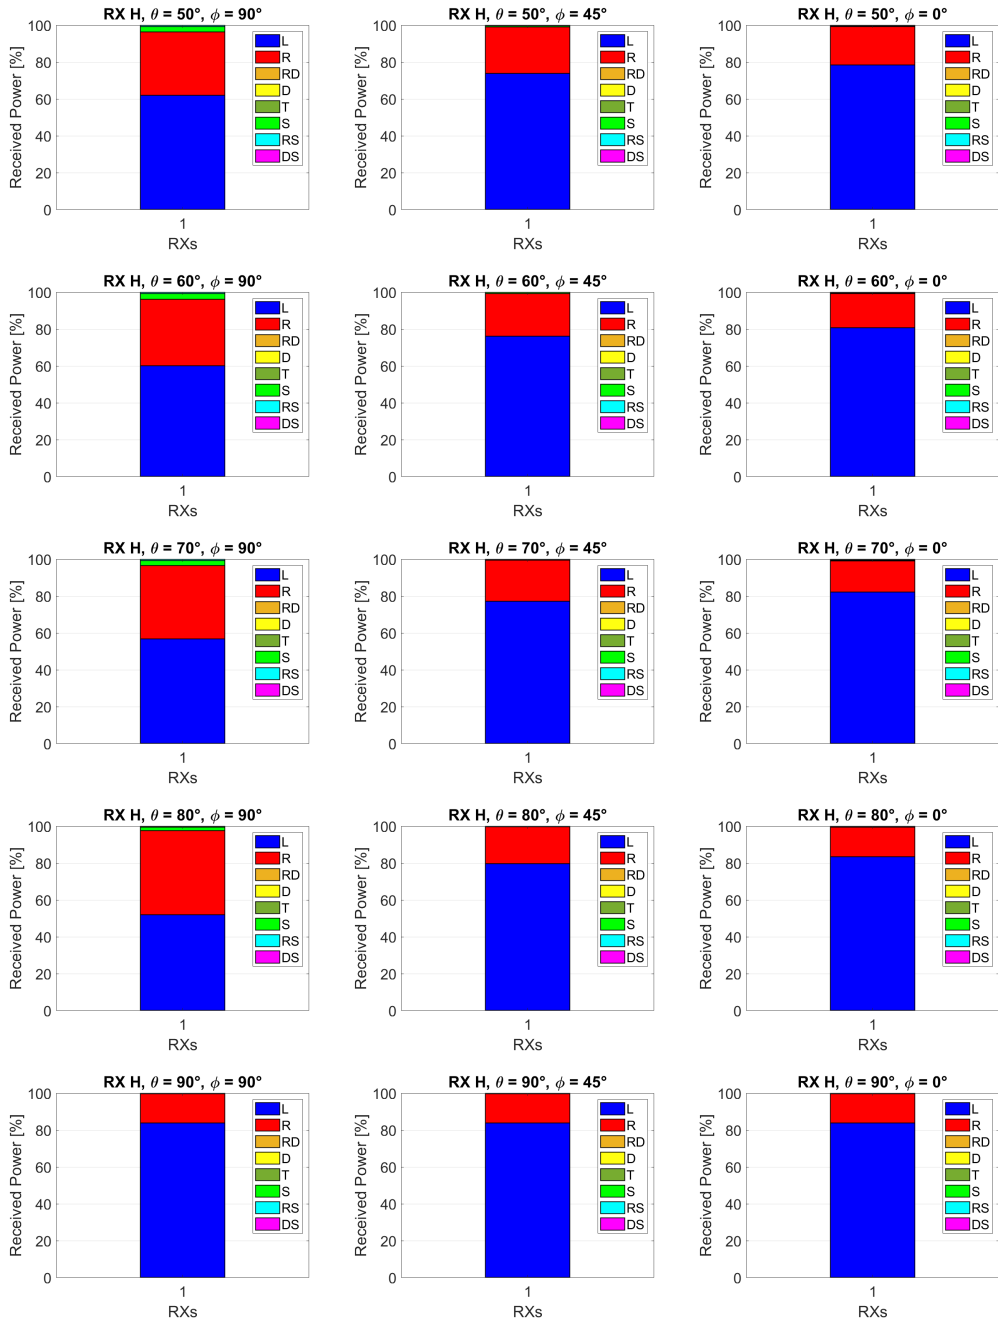 RX H, θ = 50°, ϕ = 90°
100
80
60
40
20
0
Received Power [%]
L
R
RD
D
T
S
RS
DS
1
RXs
RX H, θ = 50°, ϕ = 45°
100
80
60
40
20
0
Received Power [%]
L
R
RD
D
T
S
RS
DS
1
RXs
RX H, θ = 50°, ϕ = 0°
100
80
60
40
20
0
Received Power [%]
L
R
RD
D
T
S
RS
DS
1
RXs
RX H, θ = 60°, ϕ = 90°
100
80
60
40
20
0
Received Power [%]
L
R
RD
D
T
S
RS
DS
1
RXs
RX H, θ = 60°, ϕ = 45°
100
80
60
40
20
0
Received Power [%]
L
R
RD
D
T
S
RS
DS
1
RXs
RX H, θ = 60°, ϕ = 0°
100
80
60
40
20
0
Received Power [%]
L
R
RD
D
T
S
RS
DS
1
RXs
RX H, θ = 70°, ϕ = 90°
100
80
60
40
20
0
Received Power [%]
L
R
RD
D
T
S
RS
DS
1
RXs
RX H, θ = 70°, ϕ = 45°
100
80
60
40
20
0
Received Power [%]
L
R
RD
D
T
S
RS
DS
1
RXs
RX H, θ = 70°, ϕ = 0°
100
80
60
40
20
0
Received Power [%]
L
R
RD
D
T
S
RS
DS
1
RXs
RX H, θ = 80°, ϕ = 90°
100
80
60
40
20
0
Received Power [%]
L
R
RD
D
T
S
RS
DS
1
RXs
RX H, θ = 80°, ϕ = 45°
100
80
60
40
20
0
Received Power [%]
L
R
RD
D
T
S
RS
DS
1
RXs
RX H, θ = 80°, ϕ = 0°
100
80
60
40
20
0
Received Power [%]
L
R
RD
D
T
S
RS
DS
1
RXs
RX H, θ = 90°, ϕ = 90°
100
80
60
40
20
0
Received Power [%]
L
R
RD
D
T
S
RS
DS
1
RXs
RX H, θ = 90°, ϕ = 45°
100
80
60
40
20
0
Received Power [%]
L
R
RD
D
T
S
RS
DS
1
RXs
RX H, θ = 90°, ϕ = 0°
100
80
60
40
20
0
Received Power [%]
L
R
RD
D
T
S
RS
DS
1
RXs